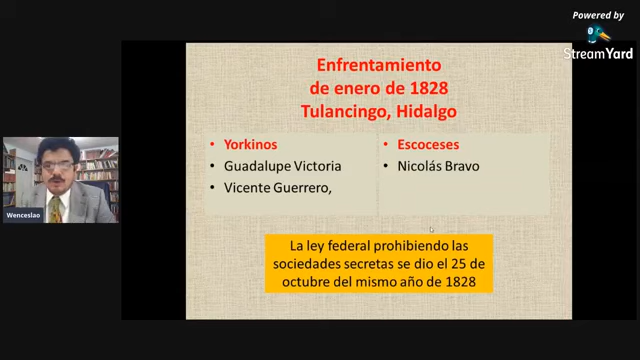 Powered by
StreamYard
Enfrentamiento
de enero de 1828
Tulancingo, Hidalgo
• Yorkinos
• Guadalupe Victoria
• Vicente Guerrero,
• Escoceses
• Nicolás Bravo
La ley federal prohibiendo las
sociedades secretas se dio el 25 de
octubre del mismo año de 1828
Wenceslao